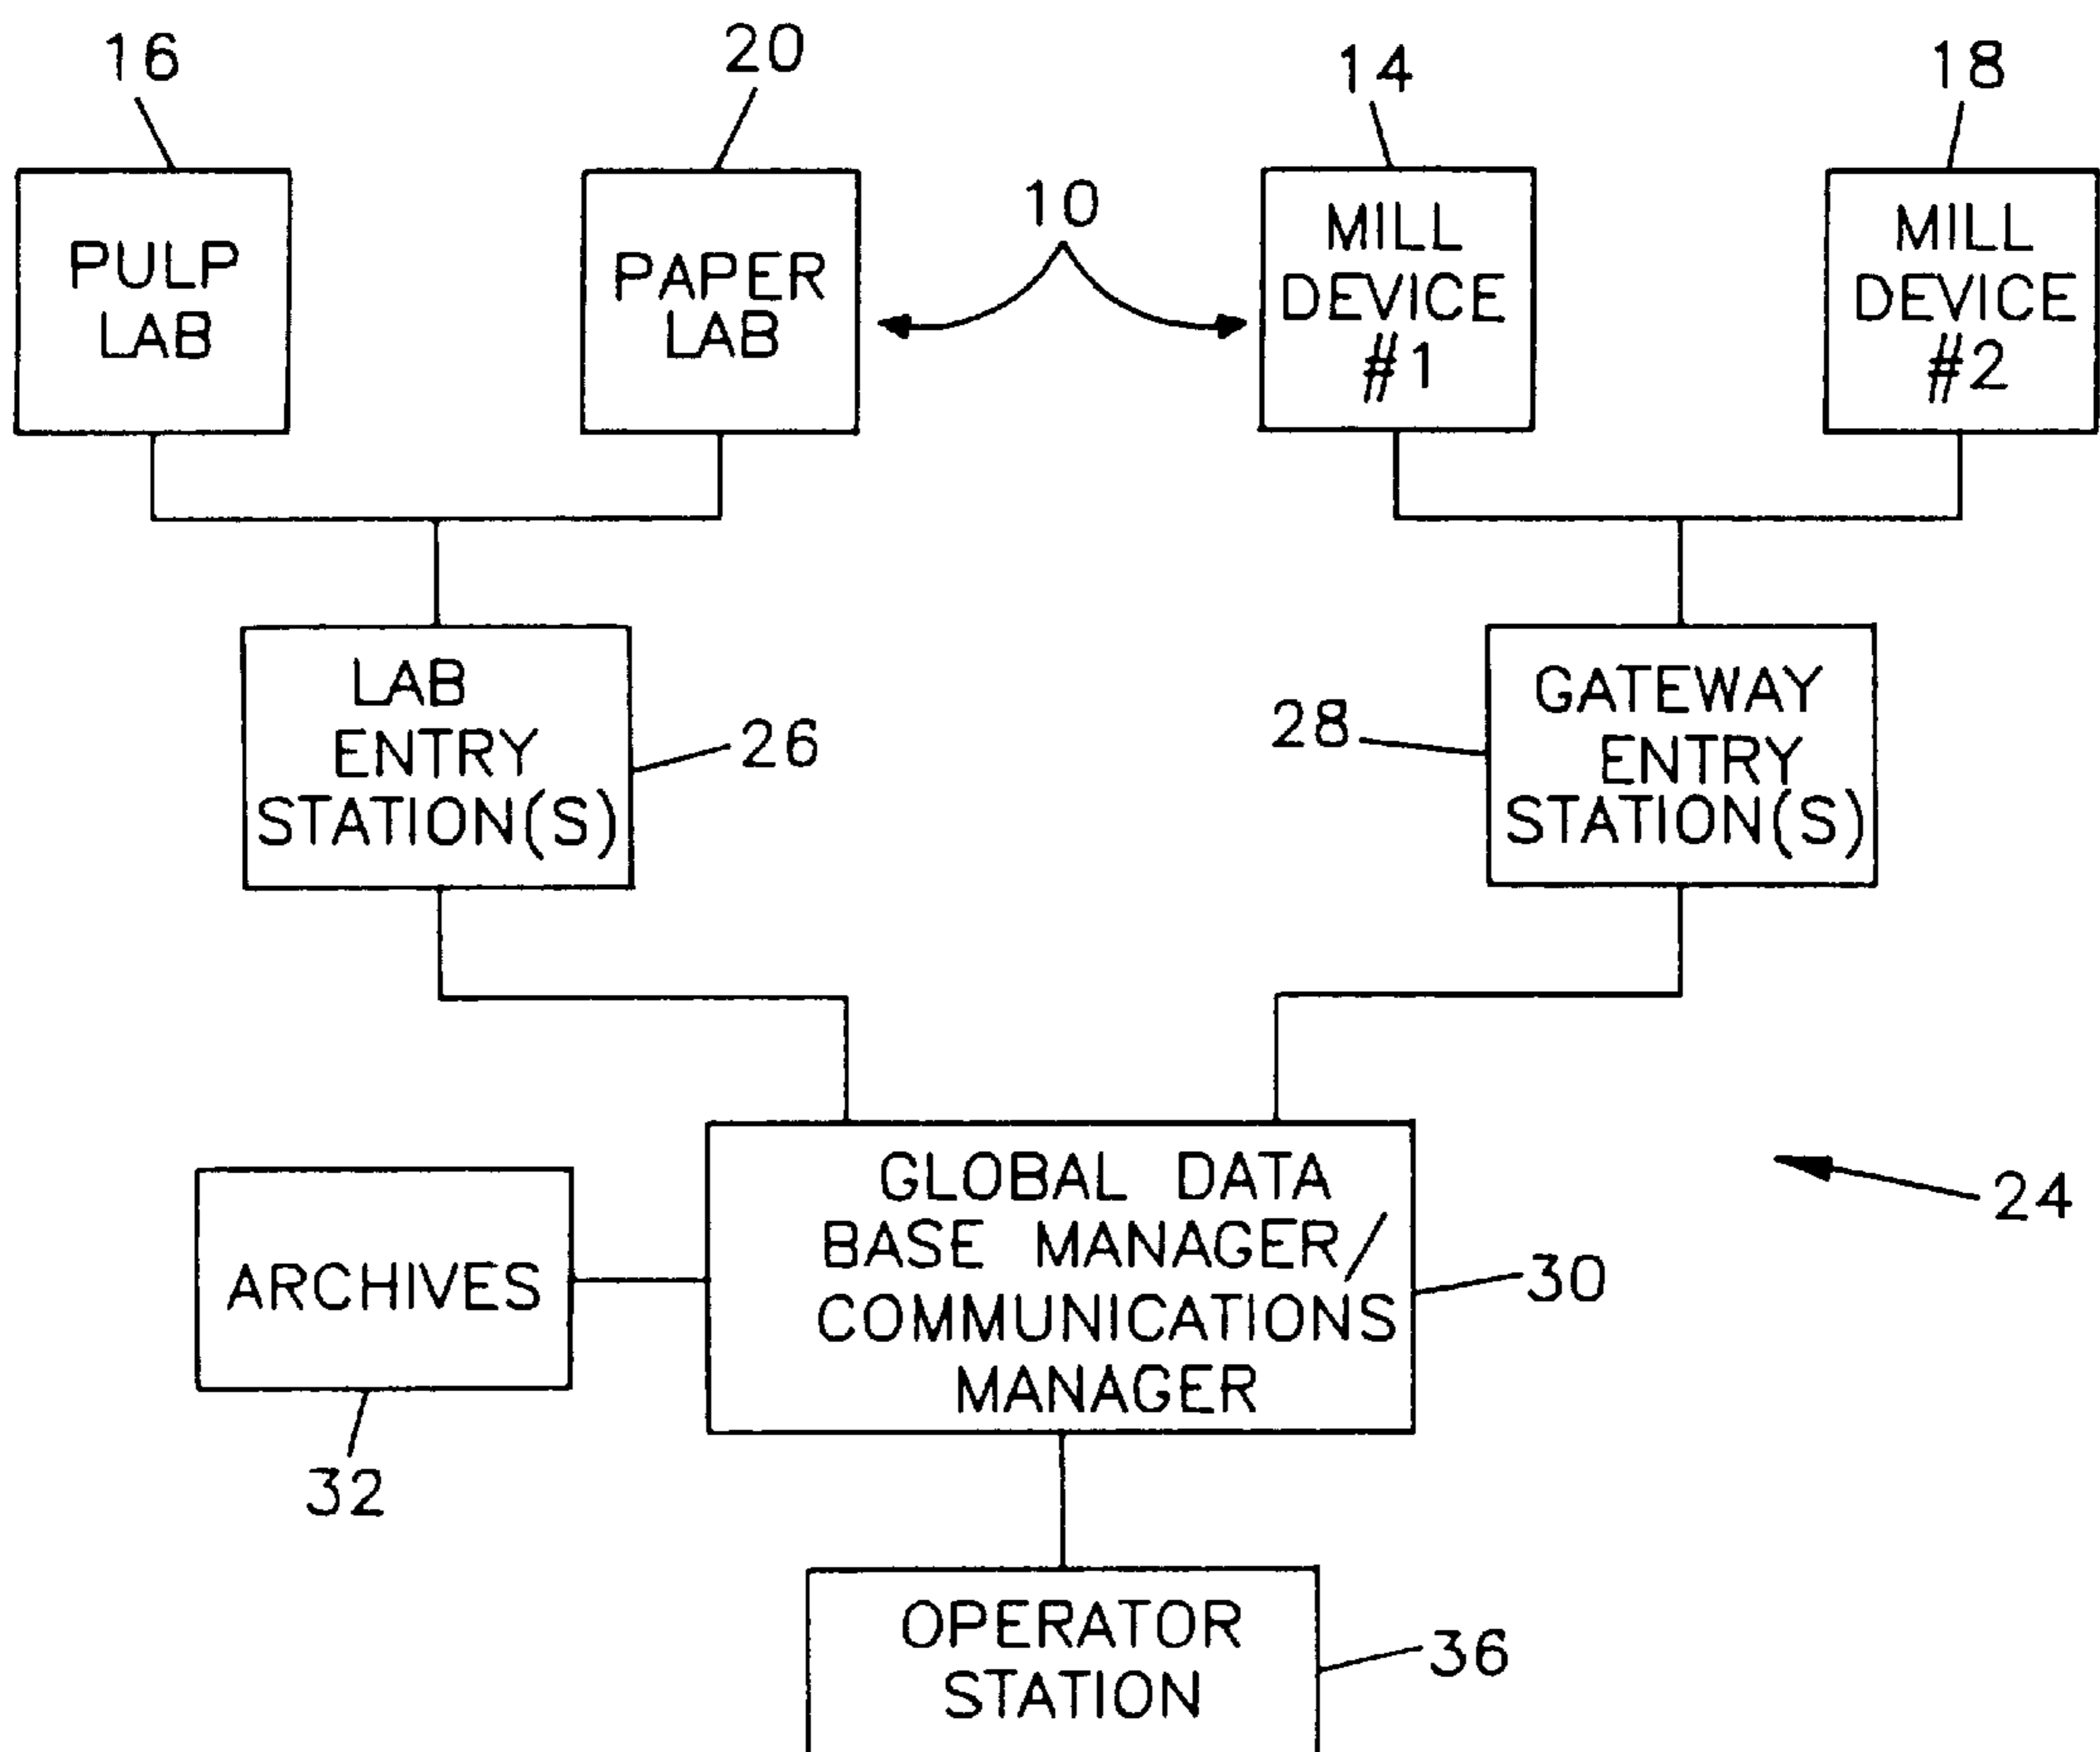 16
20
14
18
PULP
LAB
PAPER
LAB
10
MILL
DEVICE
#1
MILL
DEVICE
#2
LAB
ENTRY
STATION(S)
26
28
GATEWAY
ENTRY
STATION(S)
GLOBAL DATA
BASE MANAGER/
COMMUNICATIONS
MANAGER
24
30
ARCHIVES
32
OPERATOR
STATION
36